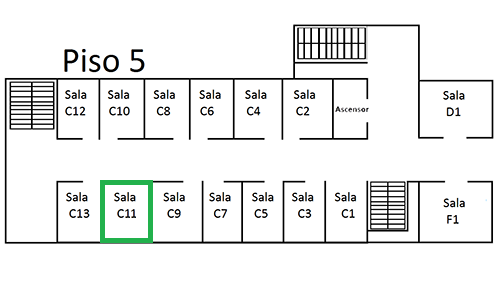 Piso 5
Sala
C12
Sala
C10
Sala
C8
Sala
C6
Sala
C4
Sala
C2
Ascensor
Sala
D1
Sala
C13
Sala
C11
Sala
C9
Sala
C7
Sala
C5
Sala
C3
Sala
C1
Sala
F1